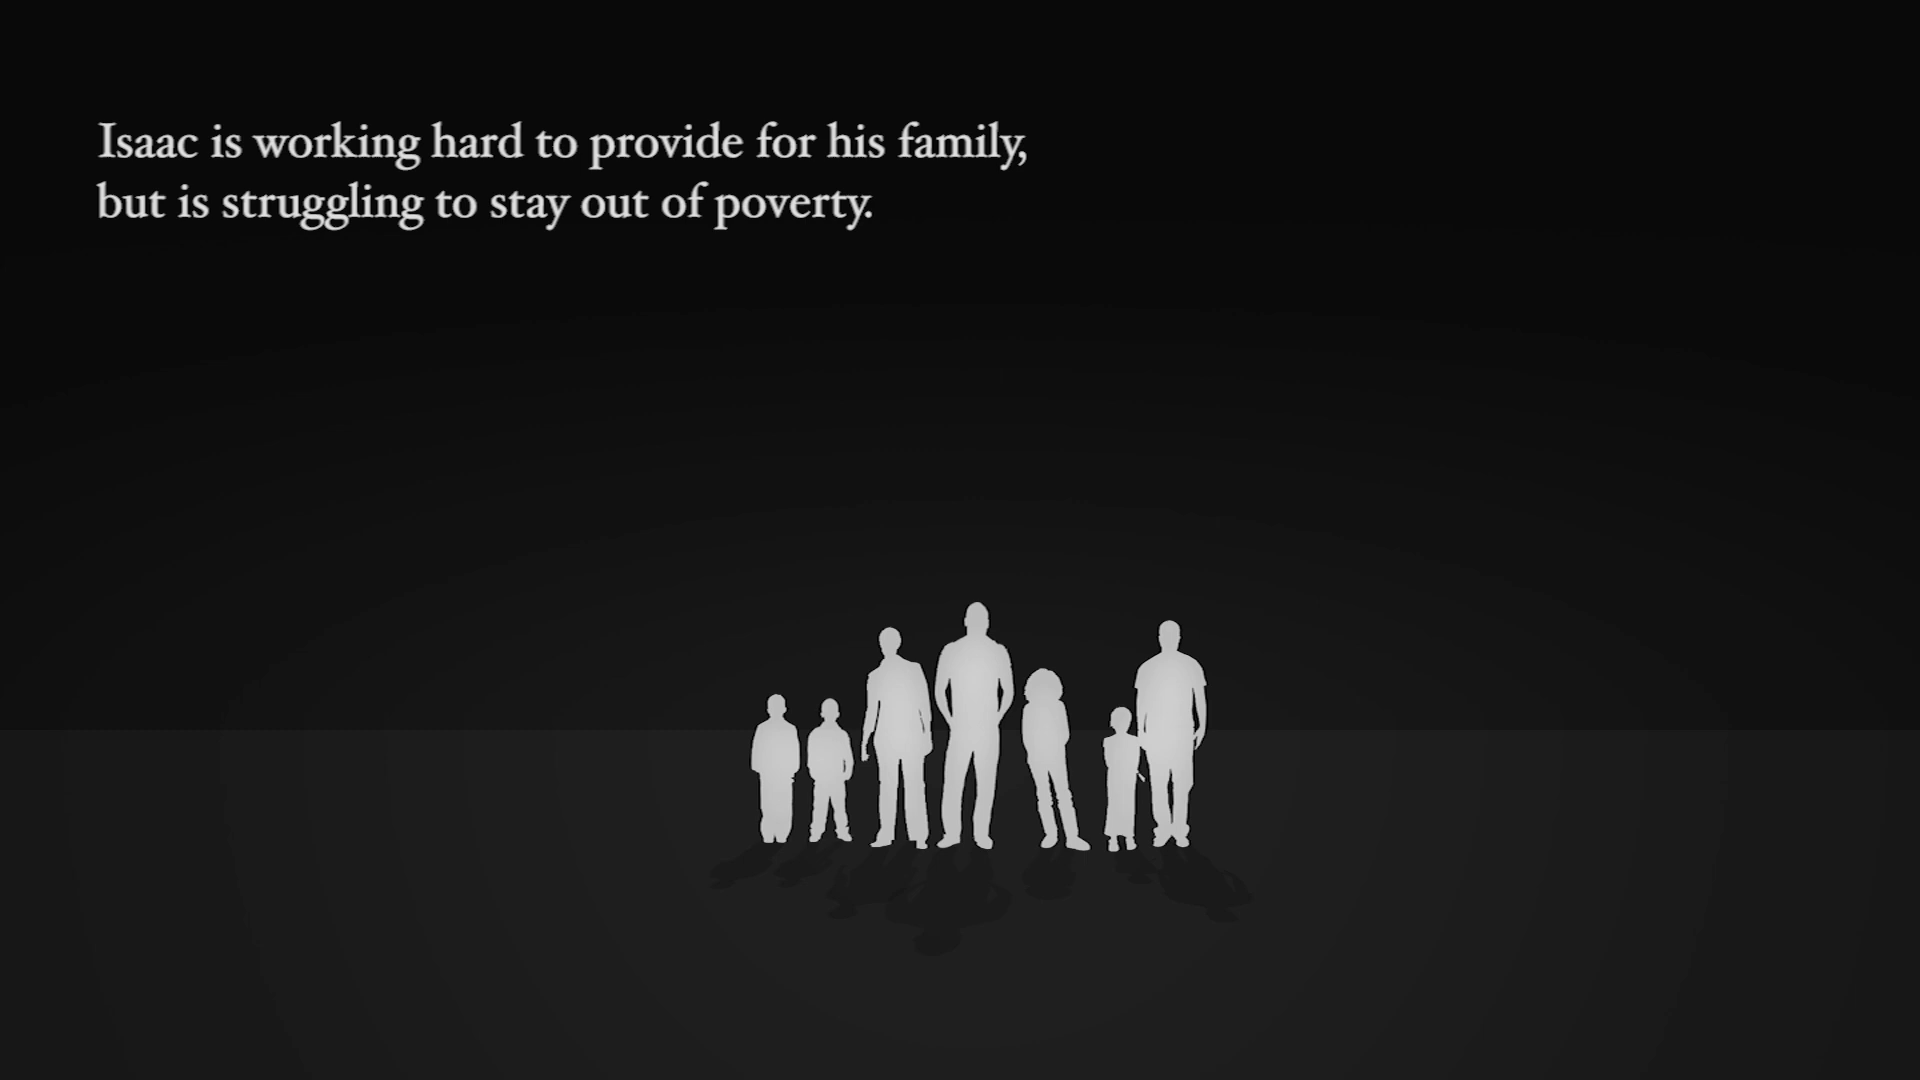 Isaac is working hard to provide for his family,
but is struggling to stay out of poverty.